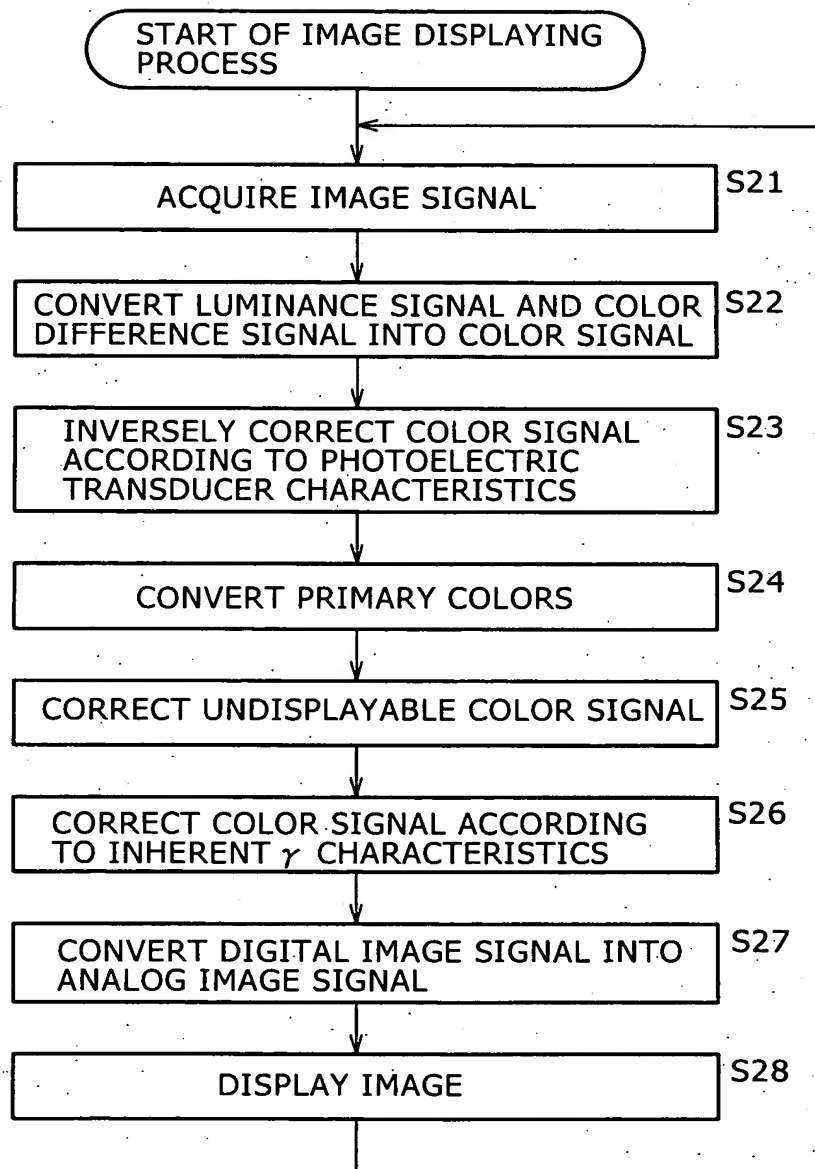 START OF IMAGE DISPLAYING
PROCESS
ACQUIRE IMAGE SIGNAL
S21
CONVERT LUMINANCE SIGNAL AND COLOR
DIFFERENCE SIGNAL INTO COLOR SIGNAL
S22
INVERSELY CORRECT COLOR SIGNAL
ACCORDING TO PHOTOELECTRIC
TRANSDUCER CHARACTERISTICS
S23
CONVERT PRIMARY COLORS
S24
CORRECT UNDISPLAYABLE COLOR SIGNAL
S25
CORRECT COLOR SIGNAL ACCORDING
TO INHERENT γ CHARACTERISTICS
S26
CONVERT DIGITAL IMAGE SIGNAL INTO
ANALOG IMAGE SIGNAL
S27
DISPLAY IMAGE
S28